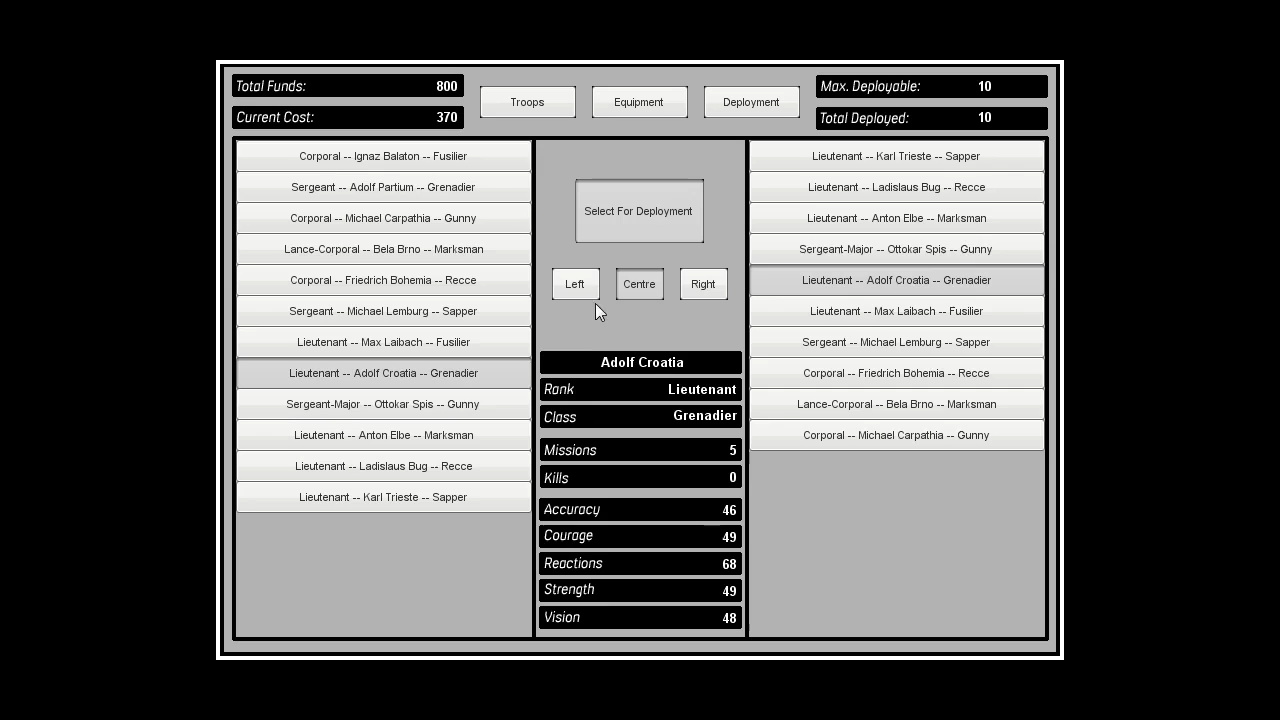 Total Funds: 800
Current Cost: 370
Troops
Equipment
Deployment
Max. Deployable: 10
Total Deployed: 10
Corporal -- Ignaz Balaton -- Fusilier
Sergeant -- Adolf Partium -- Grenadier
Corporal -- Michael Carpathia -- Gunny
Lance-Corporal -- Bela Brno -- Marksman
Corporal -- Friedrich Bohemia -- Recce
Sergeant -- Michael Lemburg -- Sapper
Lieutenant -- Max Laibach -- Fusilier
Lieutenant -- Adolf Croatia -- Grenadier
Sergeant-Major -- Ottokar Spis -- Gunny
Lieutenant -- Anton Elbe -- Marksman
Lieutenant -- Ladislaus Bug -- Recce
Lieutenant -- Karl Trieste -- Sapper
Select For Deployment
Left
Centre
Right
Adolf Croatia
Rank Lieutenant
Class Grenadier
Missions 5
Kills 0
Accuracy 46
Courage 49
Reactions 68
Strength 49
Vision 48
Lieutenant -- Karl Trieste -- Sapper
Lieutenant -- Ladislaus Bug -- Recce
Lieutenant -- Anton Elbe -- Marksman
Sergeant-Major -- Ottokar Spis -- Gunny
Lieutenant -- Adolf Croatia -- Grenadier
Lieutenant -- Max Laibach -- Fusilier
Sergeant -- Michael Lemburg -- Sapper
Corporal -- Friedrich Bohemia -- Recce
Lance-Corporal -- Bela Brno -- Marksman
Corporal -- Michael Carpathia -- Gunny